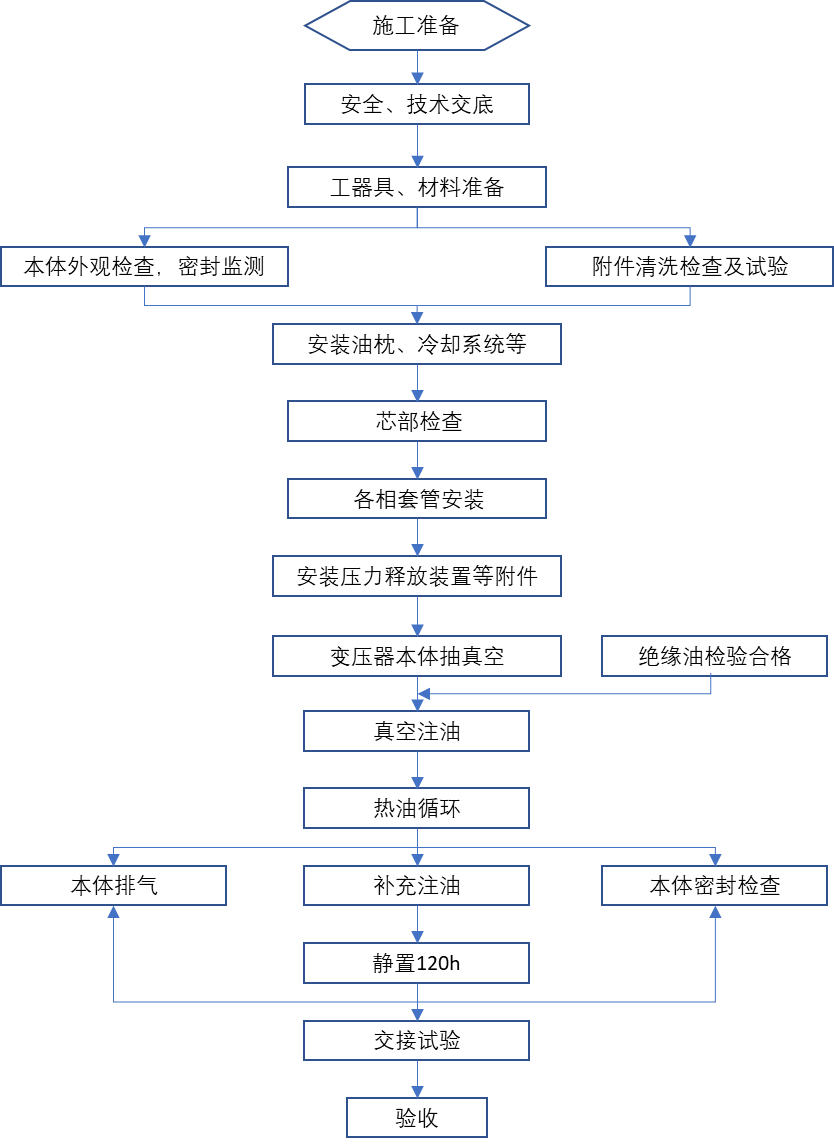 施工准备
安全、技术交底
工器具、材料准备
本体外观检查，密封监测
附件清洗检查及试验
安装油枕、冷却系统等
芯部检查
各相套管安装
安装压力释放装置等附件
变压器本体抽真空
绝缘油检验合格
真空注油
热油循环
本体排气
补充注油
本体密封检查
静置120h
交接试验
验收